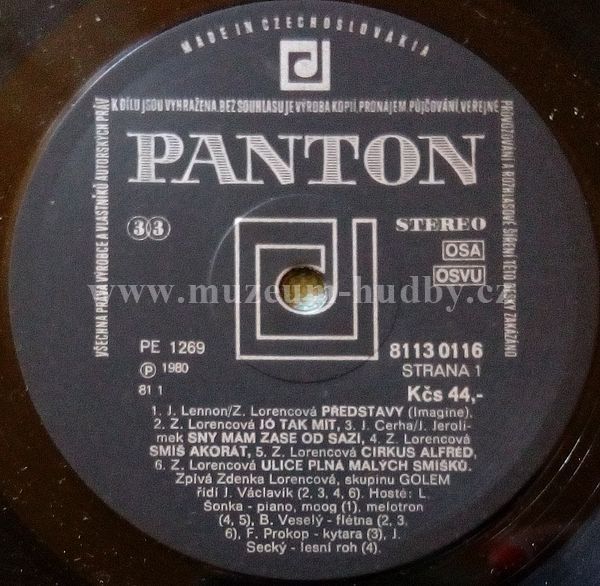 MADE IN CZECHOSLOVAKIA
VŠECHNA PRÁVA VÝROBCE A VLASTNÍKŮ AUTORSKÝCH PRÁV
K DÍLU JSOU VYHRAŽENA. BEZ SOUHLASU JE VÝROBA KOPIÍ, PRONÁJEM, PŮJČOVÁNÍ, VEŘEJNÉ
PROVOZOVÁNÍ A ROZHLASOVÉ ŠÍŘENÍ TÉTO DESKY ZAKÁZÁNO
PANTON
33 STEREO
OSA
OSVU
www.muzeum-hudby.cz
PE 1269 8113 0116
Ⓟ 1980 STRANA 1
81 1 Kčs 44,-
1. J. Lennon/Z. Lorencová PŘEDSTAVY (Imagine),
2. Z. Lorencová JÓ TAK MÍT, 3. J. Cerha/J. Jerolí-
mek SNY MÁM ZASE OD SAZÍ, 4. Z. Lorencová
SMÍŠ AKORÁT, 5. Z. Lorencová CIRKUS ALFRÉD,
6. Z. Lorencová ULICE PLNÁ MALÝCH SMÍŠKŮ.
Zpívá Zdenka Lorencová, skupinu GOLEM
řídí J. Václavík (2, 3, 4, 6). Hosté: L.
Sonka - piano, moog (1), melotron
(4, 5), B. Veselý - flétna (2, 3,
6), F. Prokop - kytara (3), J.
Secký - lesní roh (4).